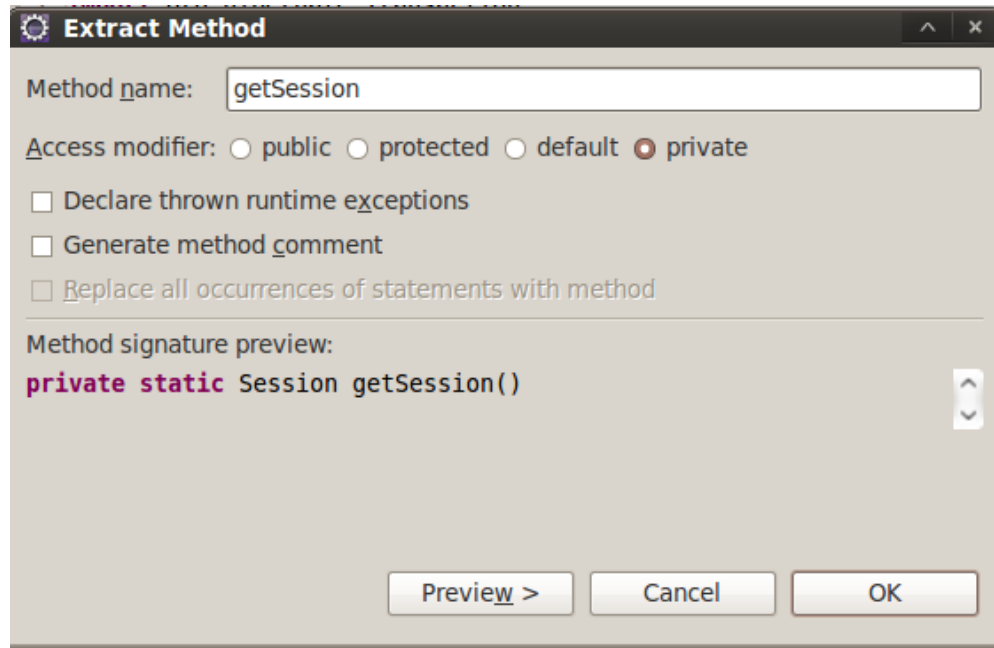 Extract Method
Method name: getSession
Access modifier: public protected default private
Declare thrown runtime exceptions
Generate method comment
Replace all occurrences of statements with method
Method signature preview:
private static Session getSession()
Preview > Cancel OK